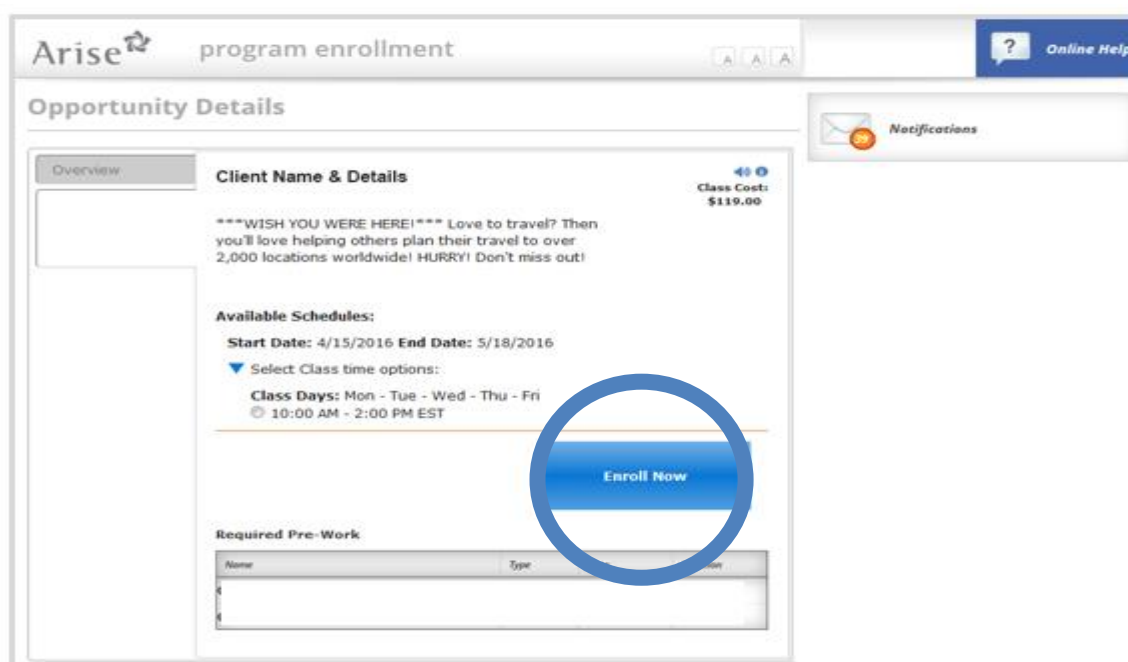 Arise program enrollment
A A A
? Online Help
Opportunity Details
Notifications
39
Overview
Client Name & Details
Class Cost:
$119.00
***WISH YOU WERE HERE!*** Love to travel? Then
you'll love helping others plan their travel to over
2,000 locations worldwide! HURRY! Don't miss out!
Available Schedules:
Start Date: 4/15/2016 End Date: 5/18/2016
Select Class time options:
Class Days: Mon - Tue - Wed - Thu - Fri
10:00 AM - 2:00 PM EST
Enroll Now
Required Pre-Work
Name Type